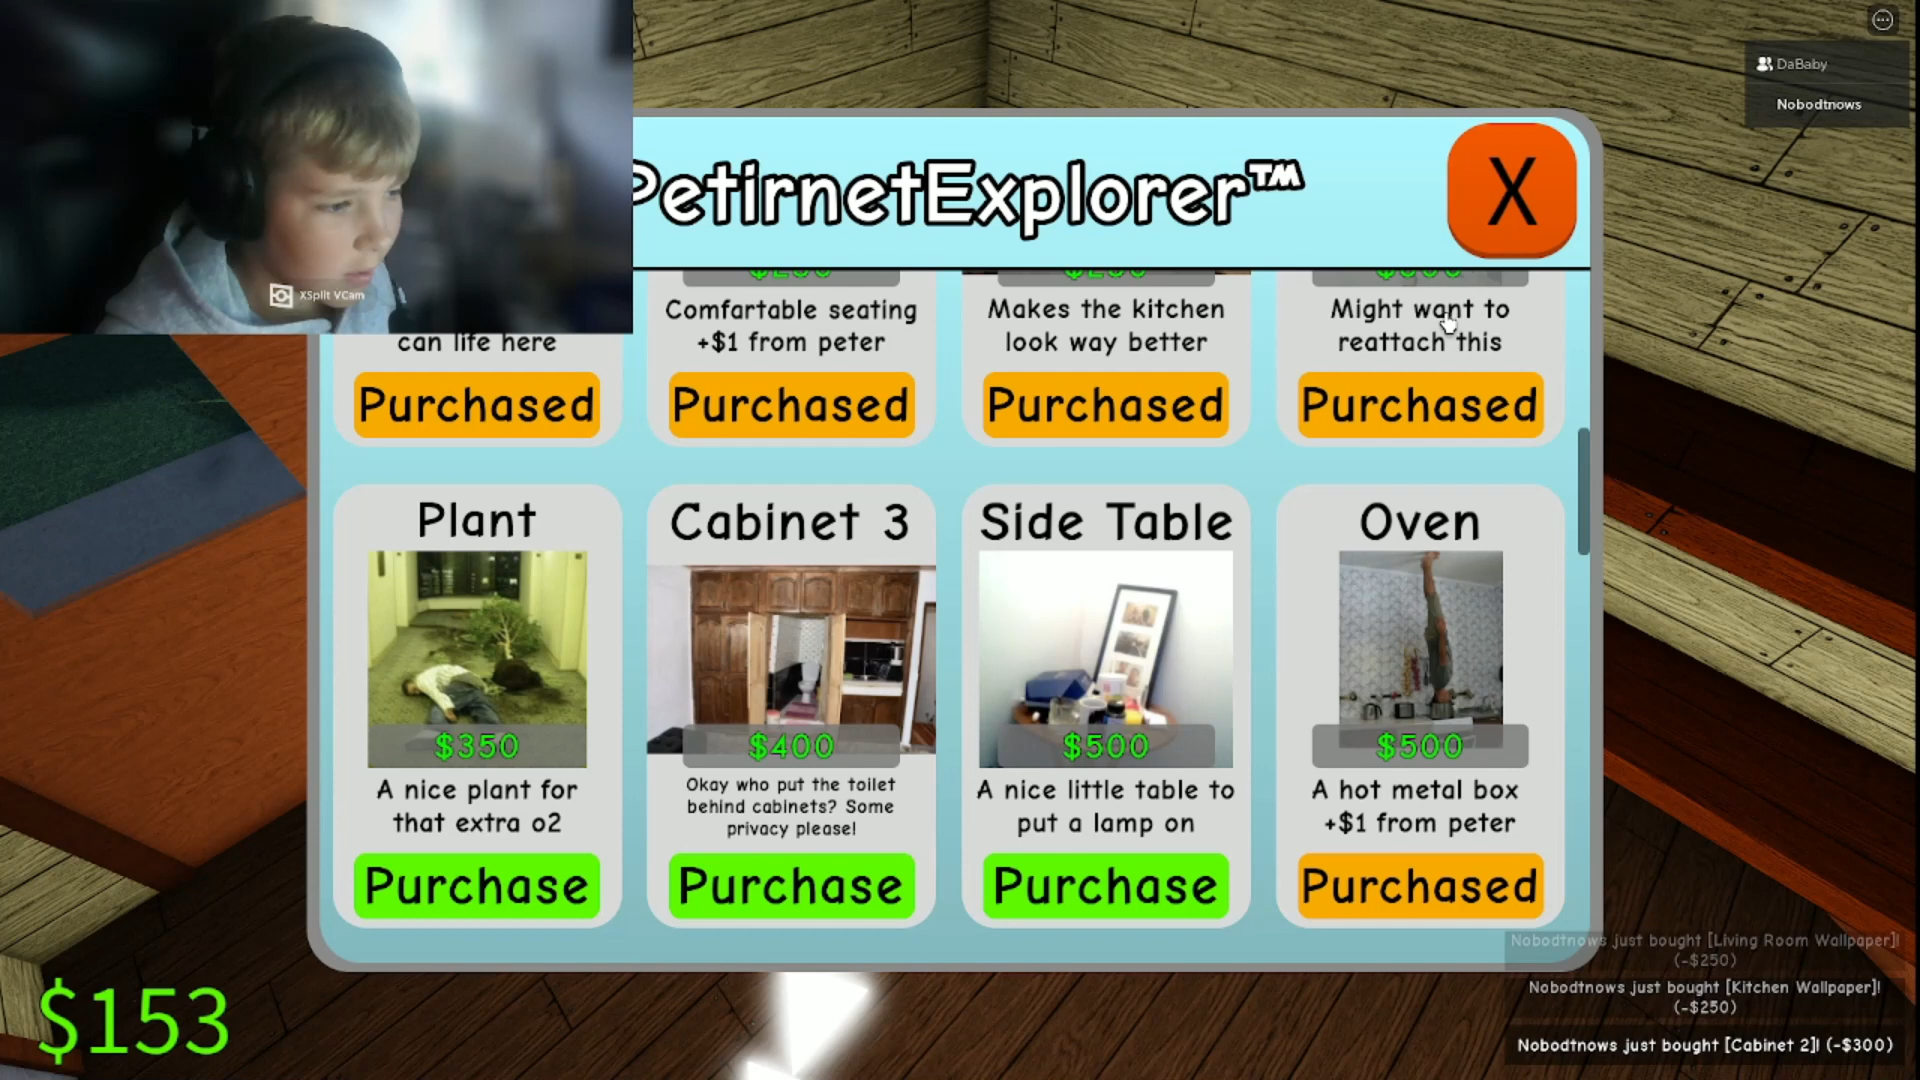 DaBaby
Nobodtnows
PetirnetExplorer™
X
XSplit VCam
can life here
Comfortable seating
+$1 from peter
Makes the kitchen
look way better
Might want to
reattach this
Purchased
Purchased
Purchased
Purchased
Plant
Cabinet 3
Side Table
Oven
$350
$400
$500
$500
A nice plant for
that extra o2
Okay who put the toilet
behind cabinets? Some
privacy please!
A nice little table to
put a lamp on
A hot metal box
+$1 from peter
Purchase
Purchase
Purchase
Purchased
Nobodtnows just bought [Living Room Wallpaper]!
(-$250)
Nobodtnows just bought [Kitchen Wallpaper]!
(-$250)
Nobodtnows just bought [Cabinet 2]! (-$300)
$153